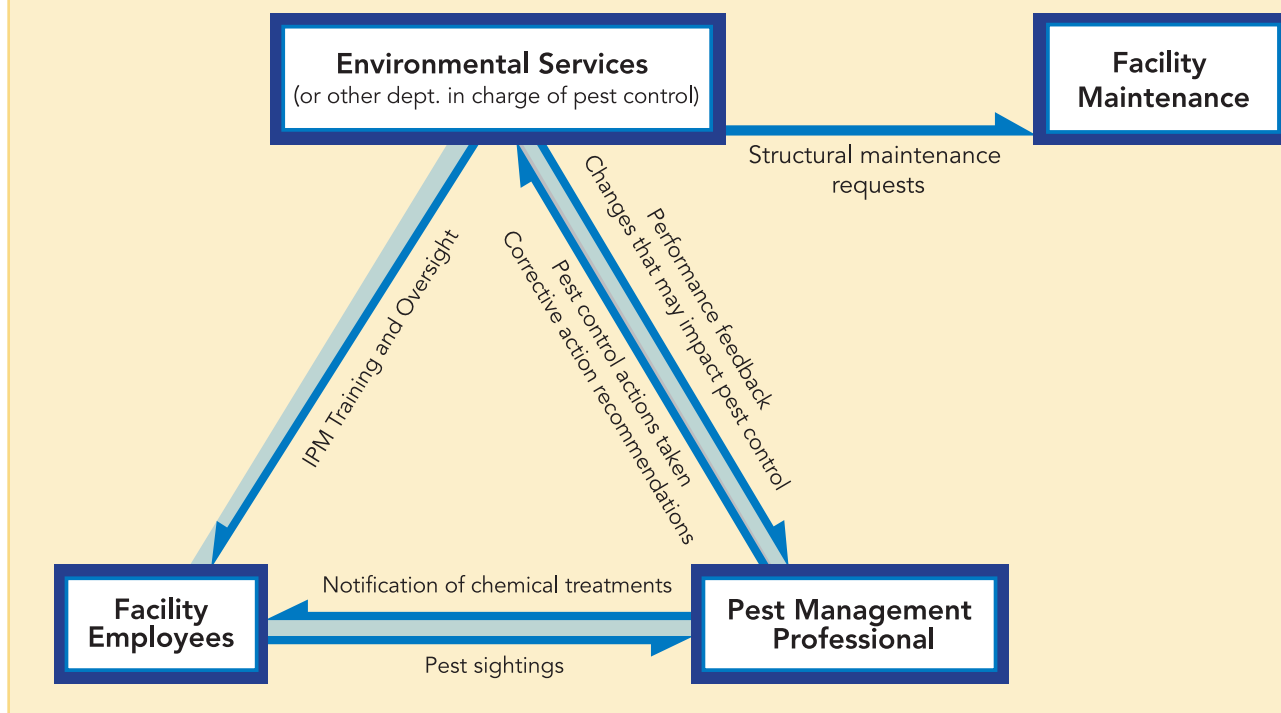 Environmental Services
(or other dept. in charge of pest control)
Facility
Maintenance
Structural maintenance
requests
IPM Training and Oversight
Performance feedback
Changes that may impact pest control
Pest control actions taken
Corrective action recommendations
Facility
Employees
Notification of chemical treatments
Pest sightings
Pest Management
Professional